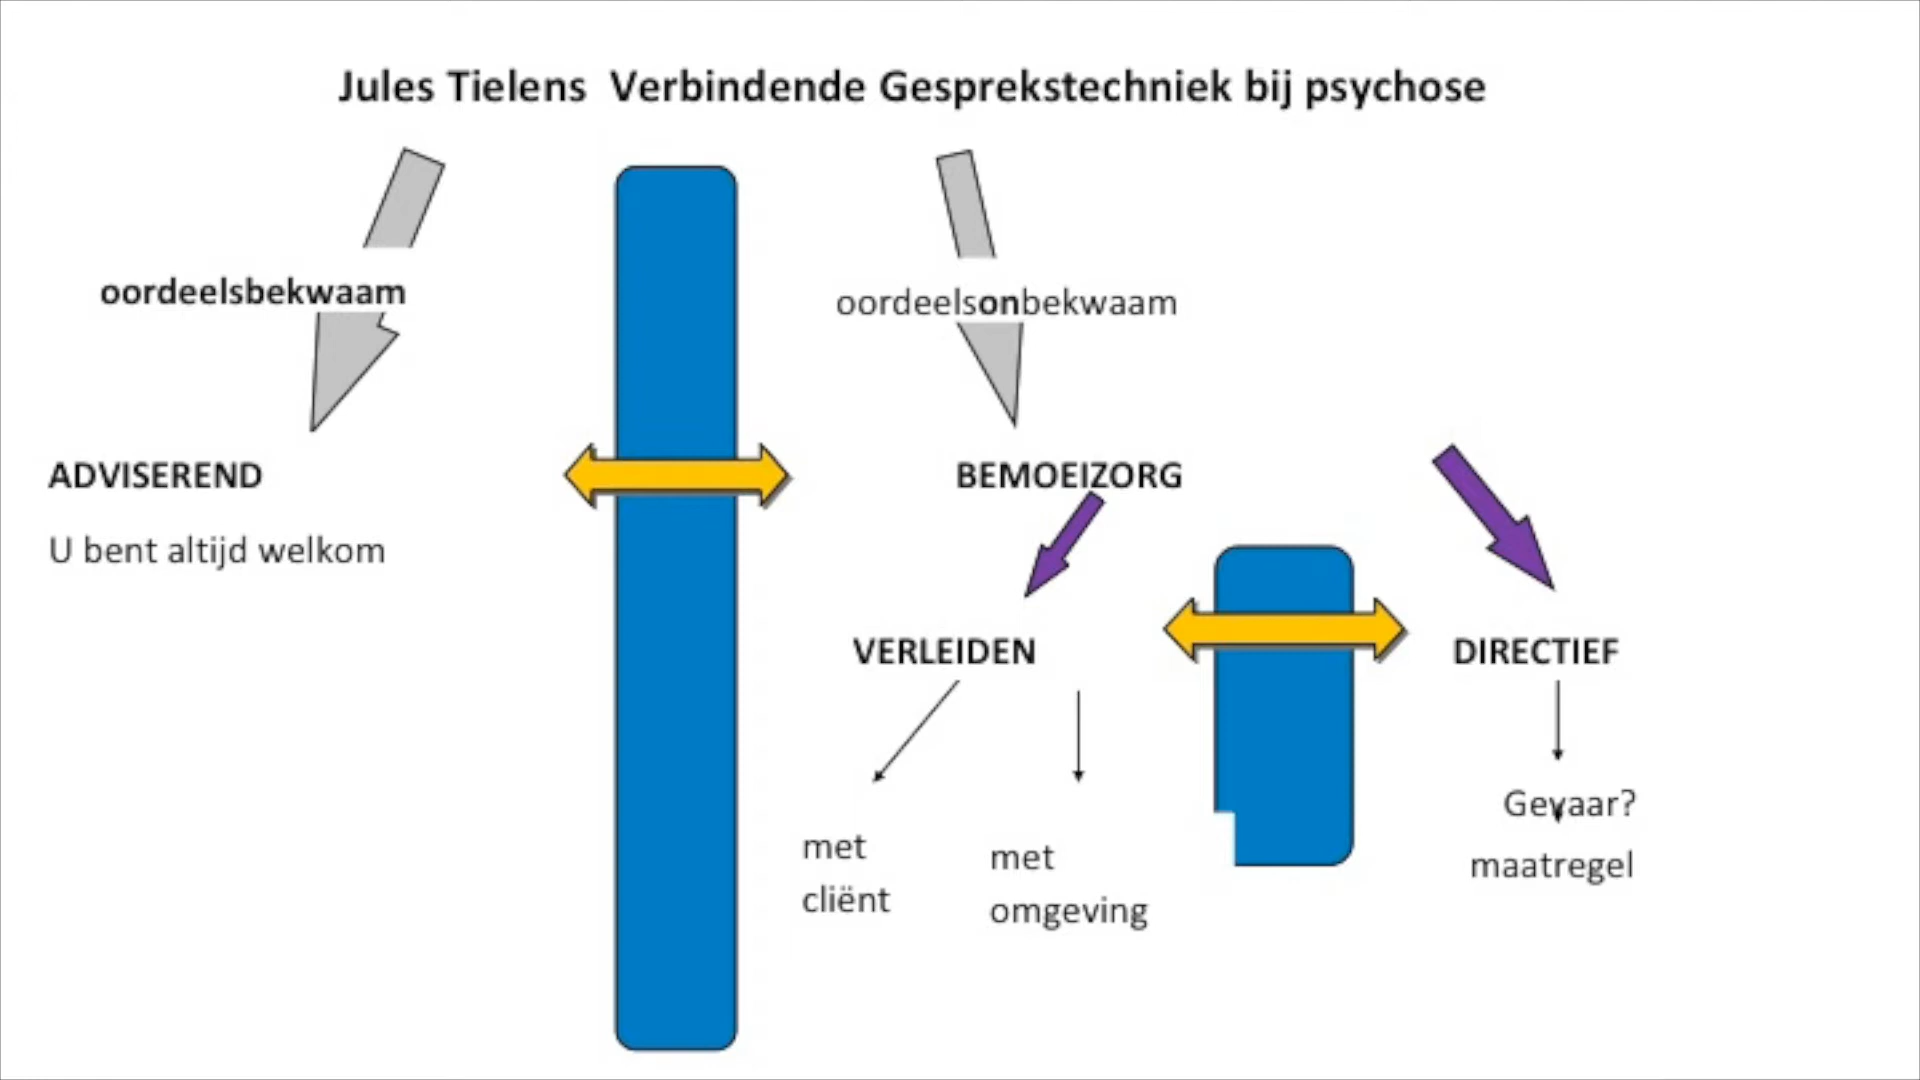 Jules Tielens  Verbindende Gesprekstechniek bij psychose
oordeelsbekwaam
oordeelsonbekwaam
ADVISEREND
BEMOEIZORG
U bent altijd welkom
VERLEIDEN
DIRECTIEF
met
cliënt
met
omgeving
Gevaar?
maatregel